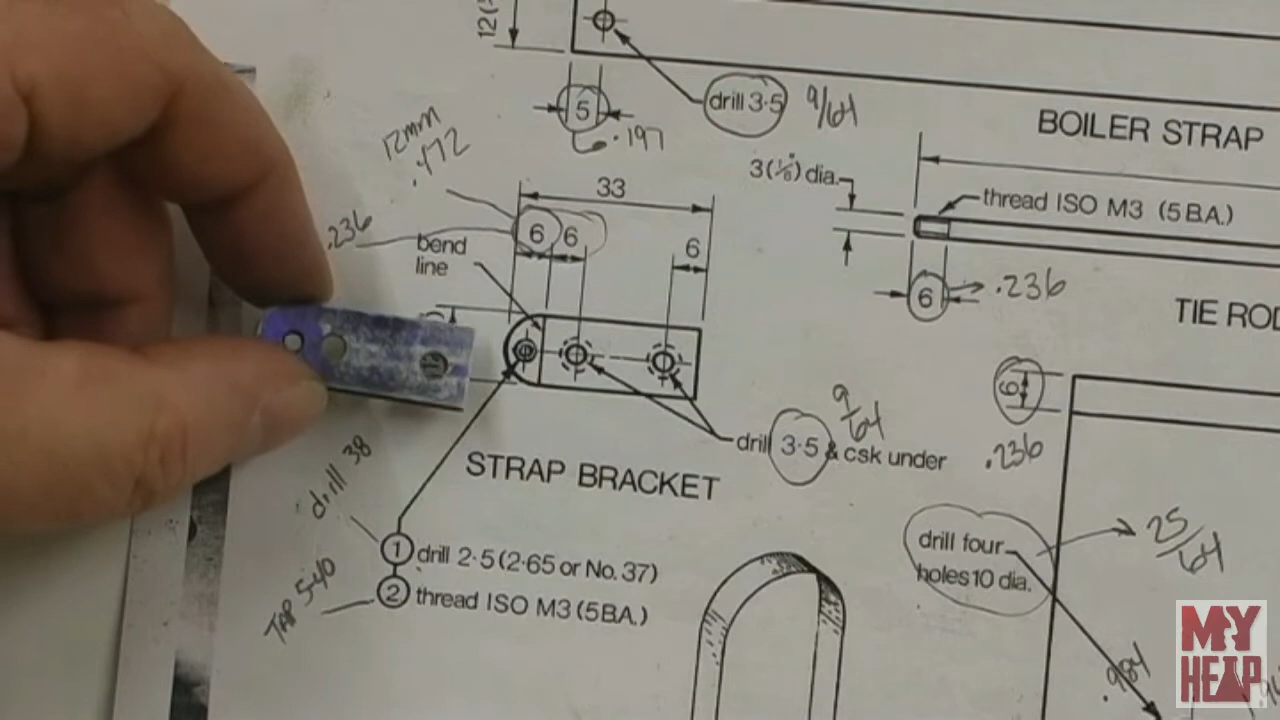 12(
drill 3·5 9/64
5
.197
BOILER STRAP
12mm
.472
3(⅛) dia.
33
thread ISO M3 (5 B.A.)
.236
6 6
6
bend
line
6
.236
TIE ROD
6
9/64
drill 3·5 & csk under
.236
STRAP BRACKET
drill 38
25/64
drill four
holes 10 dia.
1 drill 2·5 (2·65 or No. 37)
TAP 5-40
2 thread ISO M3 (5 B.A.)
.984
MY
HEAP